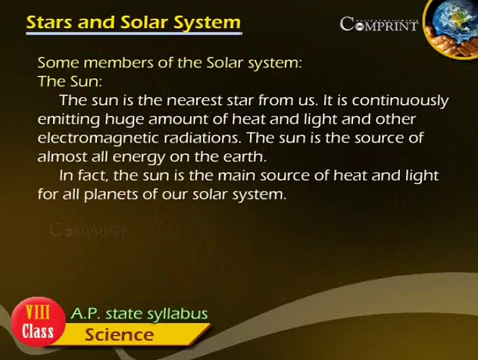 Stars and Solar System
COMPRINT
Some members of the Solar system:
The Sun:
The sun is the nearest star from us. It is continuously
emitting huge amount of heat and light and other
electromagnetic radiations. The sun is the source of
almost all energy on the earth.
In fact, the sun is the main source of heat and light
for all planets of our solar system.
COMPRINT
VIII
Class
A.P. state syllabus
Science